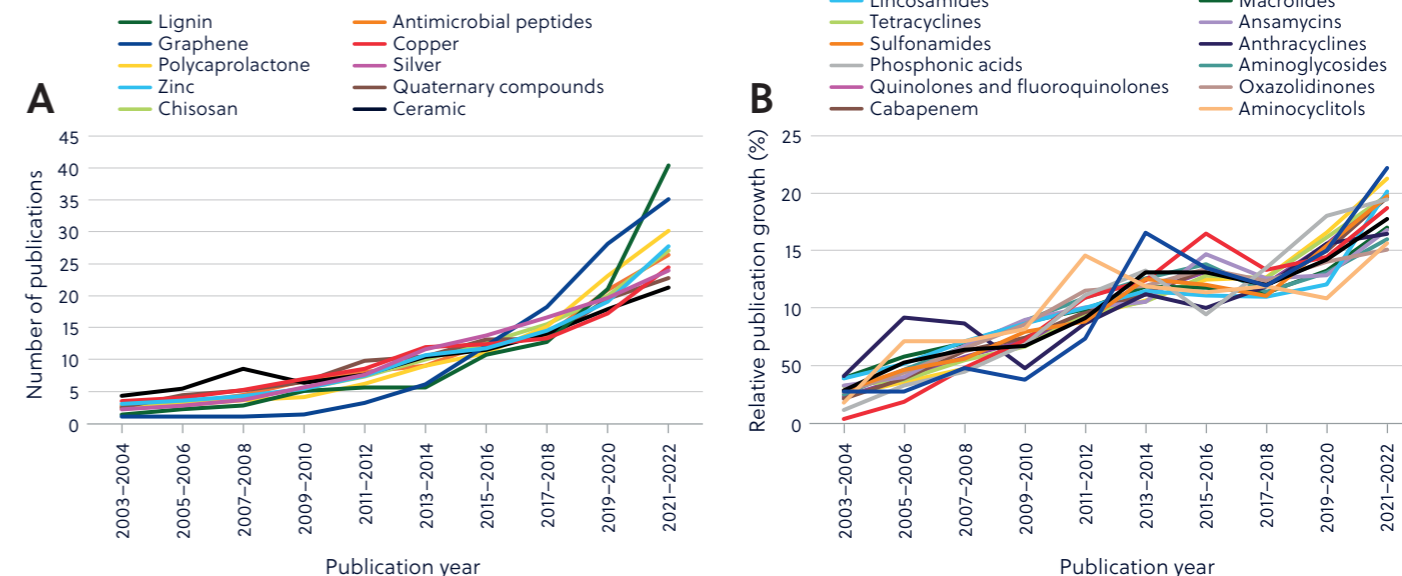 Lignin
Graphene
Polycaprolactone
Zinc
Chisosan
Antimicrobial peptides
Copper
Silver
Quaternary compounds
Ceramic
A
Number of publications
45
40
35
30
25
20
15
10
5
0
2003–2004
2005–2006
2007–2008
2009–2010
2011–2012
2013–2014
2015–2016
2017–2018
2019–2020
2021–2022
Publication year
Lincosamides
Tetracyclines
Sulfonamides
Phosphonic acids
Quinolones and fluoroquinolones
Cabapenem
Macrolides
Ansamycins
Anthracyclines
Aminoglycosides
Oxazolidinones
Aminocyclitols
B
Relative publication growth (%)
25
20
15
10
50
0
2003–2004
2005–2006
2007–2008
2009–2010
2011–2012
2013–2014
2015–2016
2017–2018
2019–2020
2021–2022
Publication year